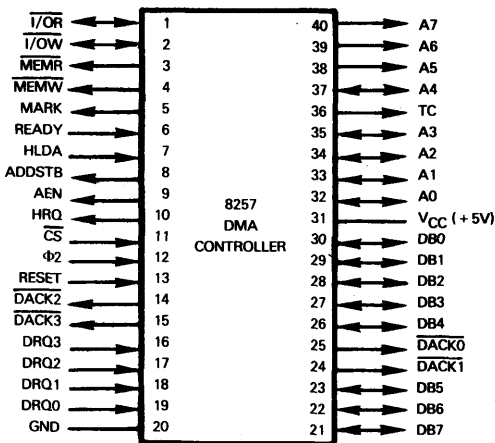 I/OR 1 40 A7
I/OW 2 39 A6
MEMR 3 38 A5
MEMW 4 37 A4
MARK 5 36 TC
READY 6 35 A3
HLDA 7 34 A2
ADDSTB 8 33 A1
AEN 9 32 A0
HRQ 10 31 VCC (+5V)
CS 11 30 DB0
Φ2 12 29 DB1
RESET 13 28 DB2
DACK2 14 27 DB3
DACK3 15 26 DB4
DRQ3 16 25 DACK0
DRQ2 17 24 DACK1
DRQ1 18 23 DB5
DRQ0 19 22 DB6
GND 20 21 DB7
8257
DMA
CONTROLLER